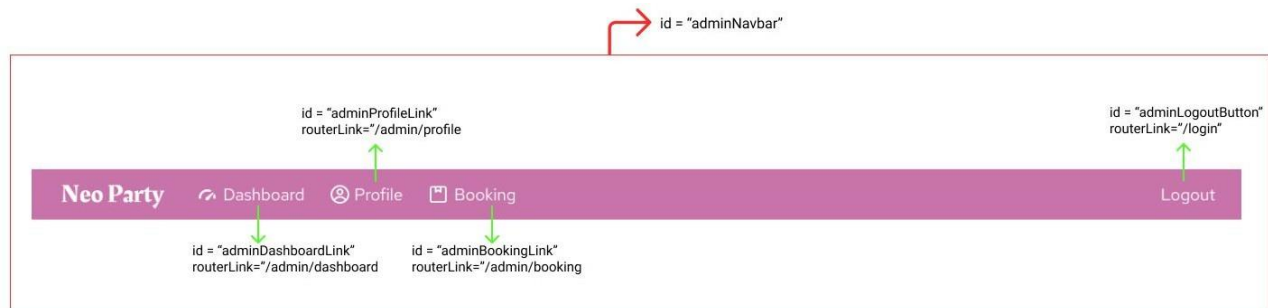 id = “adminNavbar”
id = “adminProfileLink”
routerLink=“/admin/profile
id = “adminLogoutButton”
routerLink=“/login”
Neo Party Dashboard Profile Booking Logout
id = “adminDashboardLink”
routerLink=“/admin/dashboard
id = “adminBookingLink”
routerLink=“/admin/booking